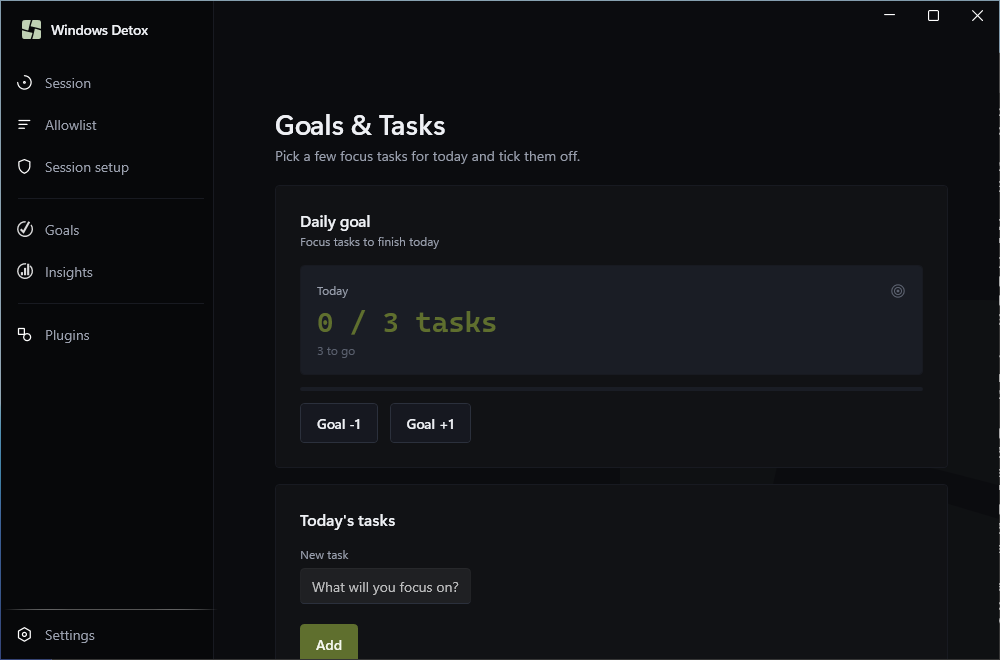 Windows Detox
Session
Allowlist
Session setup
Goals
Insights
Plugins
Settings
Goals & Tasks
Pick a few focus tasks for today and tick them off.
Daily goal
Focus tasks to finish today
Today
0 / 3 tasks
3 to go
Goal -1
Goal +1
Today's tasks
New task
What will you focus on?
Add